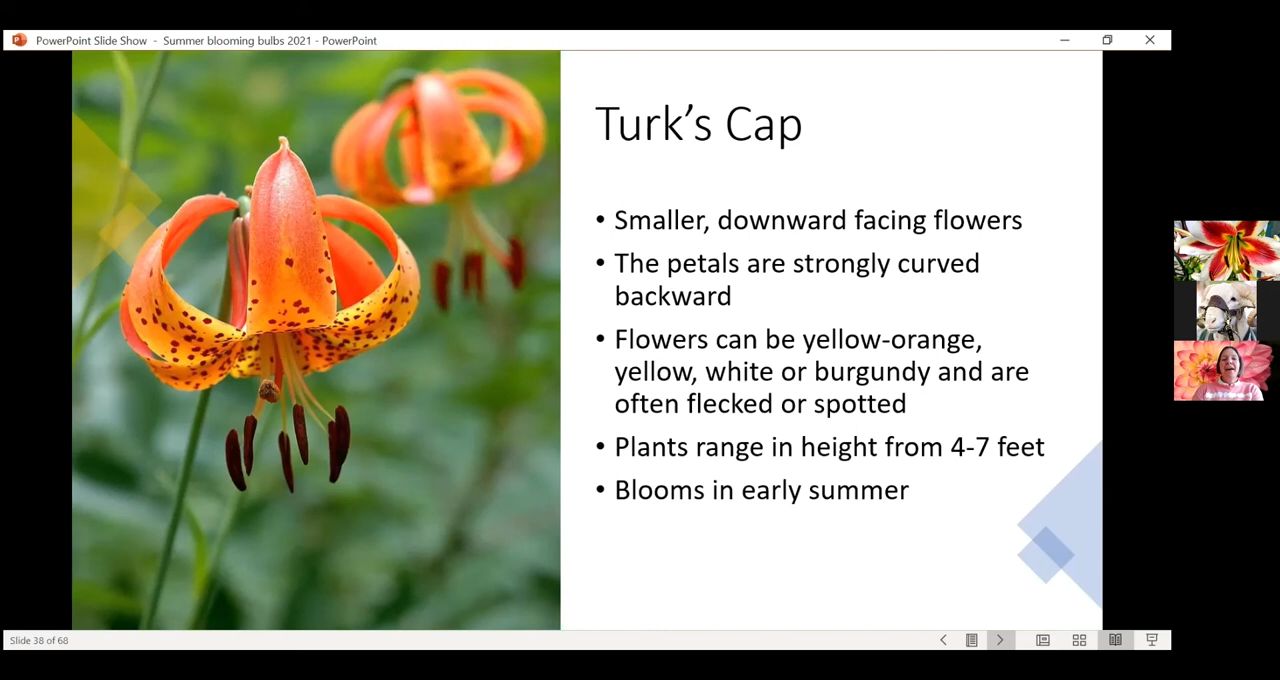 PowerPoint Slide Show - Summer blooming bulbs 2021 - PowerPoint
Turk's Cap
• Smaller, downward facing flowers
• The petals are strongly curved
backward
• Flowers can be yellow-orange,
yellow, white or burgundy and are
often flecked or spotted
• Plants range in height from 4-7 feet
• Blooms in early summer
Slide 38 of 68